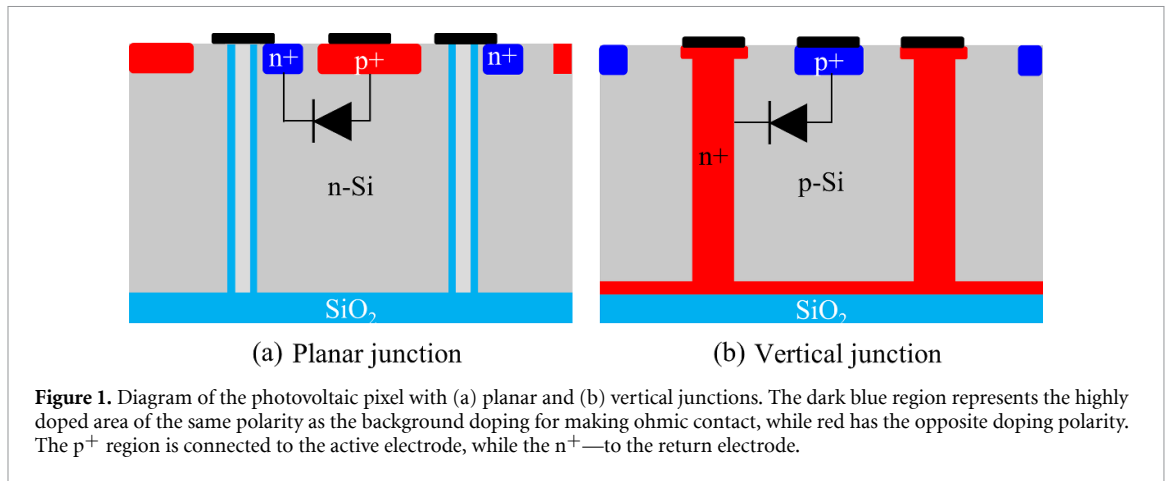 n+ p+ n+
n-Si
SiO₂
(a) Planar junction
p+
n+
p-Si
SiO₂
(b) Vertical junction
Figure 1. Diagram of the photovoltaic pixel with (a) planar and (b) vertical junctions. The dark blue region represents the highly
doped area of the same polarity as the background doping for making ohmic contact, while red has the opposite doping polarity.
The p⁺ region is connected to the active electrode, while the n⁺—to the return electrode.